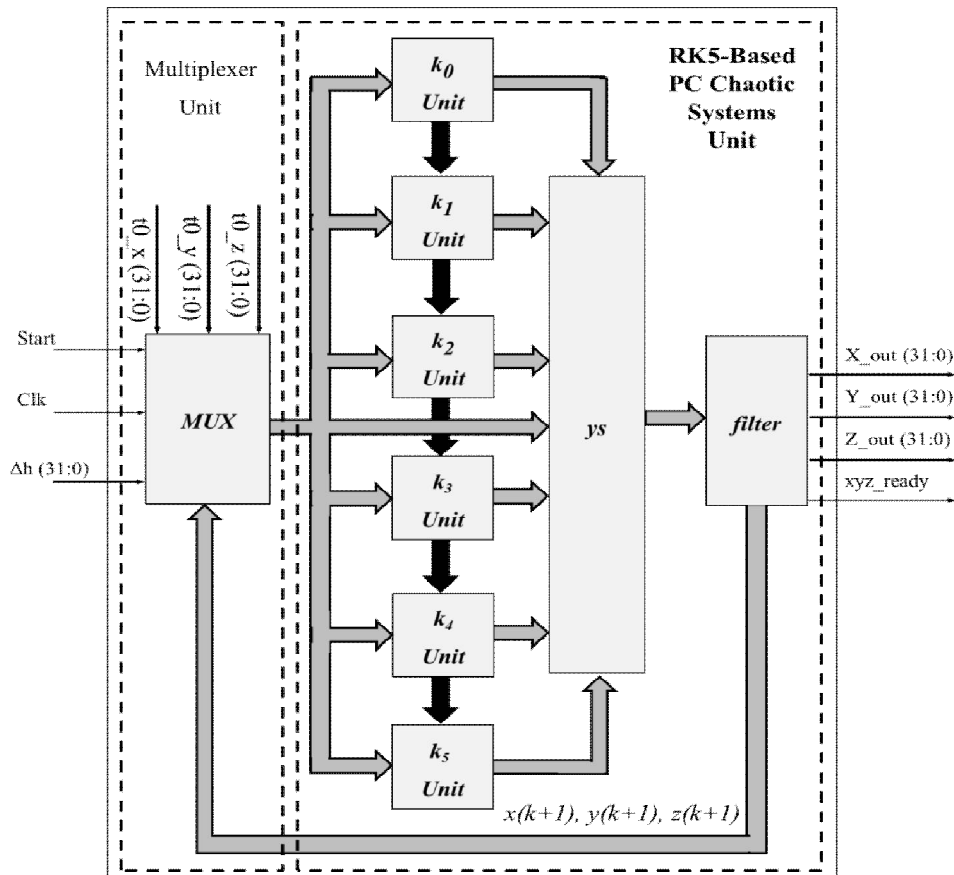 Multiplexer
Unit
RK5-Based
PC Chaotic
Systems
Unit
k0
Unit
k1
Unit
k2
Unit
k3
Unit
k4
Unit
k5
Unit
t0_x (31:0)
t0_y (31:0)
t0_z (31:0)
Start
Clk
Δh (31:0)
MUX
ys
filter
X_out (31:0)
Y_out (31:0)
Z_out (31:0)
xyz_ready
x(k+1), y(k+1), z(k+1)